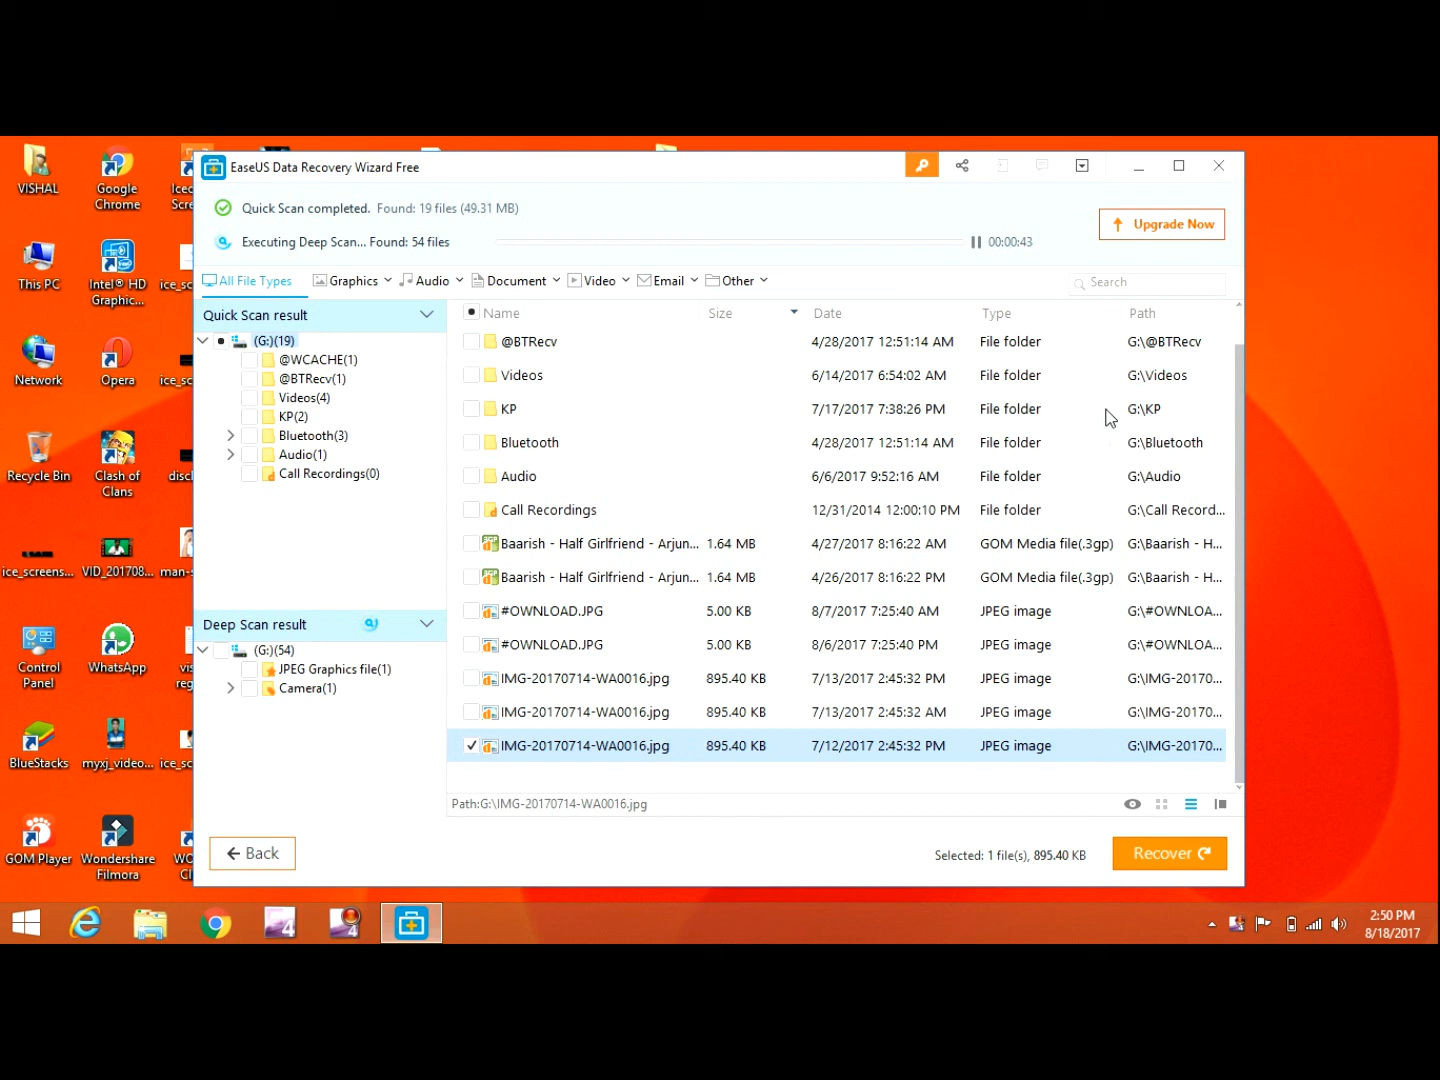 VISHAL
Google Chrome
This PC
Intel® HD Graphic...
Network
Opera
ice_sc
Recycle Bin
Clash of Clans
ice_screens...
VID_201708...
man-s
Control Panel
WhatsApp
BlueStacks
myxj_video...
ice_sc
GOM Player
Wondershare Filmora
EaseUS Data Recovery Wizard Free
Quick Scan completed. Found: 19 files (49.31 MB)
Executing Deep Scan... Found: 54 files
00:00:43
Upgrade Now
All File Types Graphics Audio Document Video Email Other
Search
Quick Scan result
(G:)(19)
@WCACHE(1)
@BTRecv(1)
Videos(4)
KP(2)
Bluetooth(3)
Audio(1)
Call Recordings(0)
Deep Scan result
(G:)(54)
JPEG Graphics file(1)
Camera(1)
Name Size Date Type Path
@BTRecv 4/28/2017 12:51:14 AM File folder G:\@BTRecv
Videos 6/14/2017 6:54:02 AM File folder G:\Videos
KP 7/17/2017 7:38:26 PM File folder G:\KP
Bluetooth 4/28/2017 12:51:14 AM File folder G:\Bluetooth
Audio 6/6/2017 9:52:16 AM File folder G:\Audio
Call Recordings 12/31/2014 12:00:10 PM File folder G:\Call Record...
Baarish - Half Girlfriend - Arjun... 1.64 MB 4/27/2017 8:16:22 AM GOM Media file(.3gp) G:\Baarish - H...
Baarish - Half Girlfriend - Arjun... 1.64 MB 4/26/2017 8:16:22 PM GOM Media file(.3gp) G:\Baarish - H...
#OWNLOAD.JPG 5.00 KB 8/7/2017 7:25:40 AM JPEG image G:\#OWNLOA...
#OWNLOAD.JPG 5.00 KB 8/6/2017 7:25:40 PM JPEG image G:\#OWNLOA...
IMG-20170714-WA0016.jpg 895.40 KB 7/13/2017 2:45:32 PM JPEG image G:\IMG-20170...
IMG-20170714-WA0016.jpg 895.40 KB 7/13/2017 2:45:32 AM JPEG image G:\IMG-20170...
IMG-20170714-WA0016.jpg 895.40 KB 7/12/2017 2:45:32 PM JPEG image G:\IMG-20170...
Path:G:\IMG-20170714-WA0016.jpg
Back
Selected: 1 file(s), 895.40 KB
Recover
2:50 PM
8/18/2017